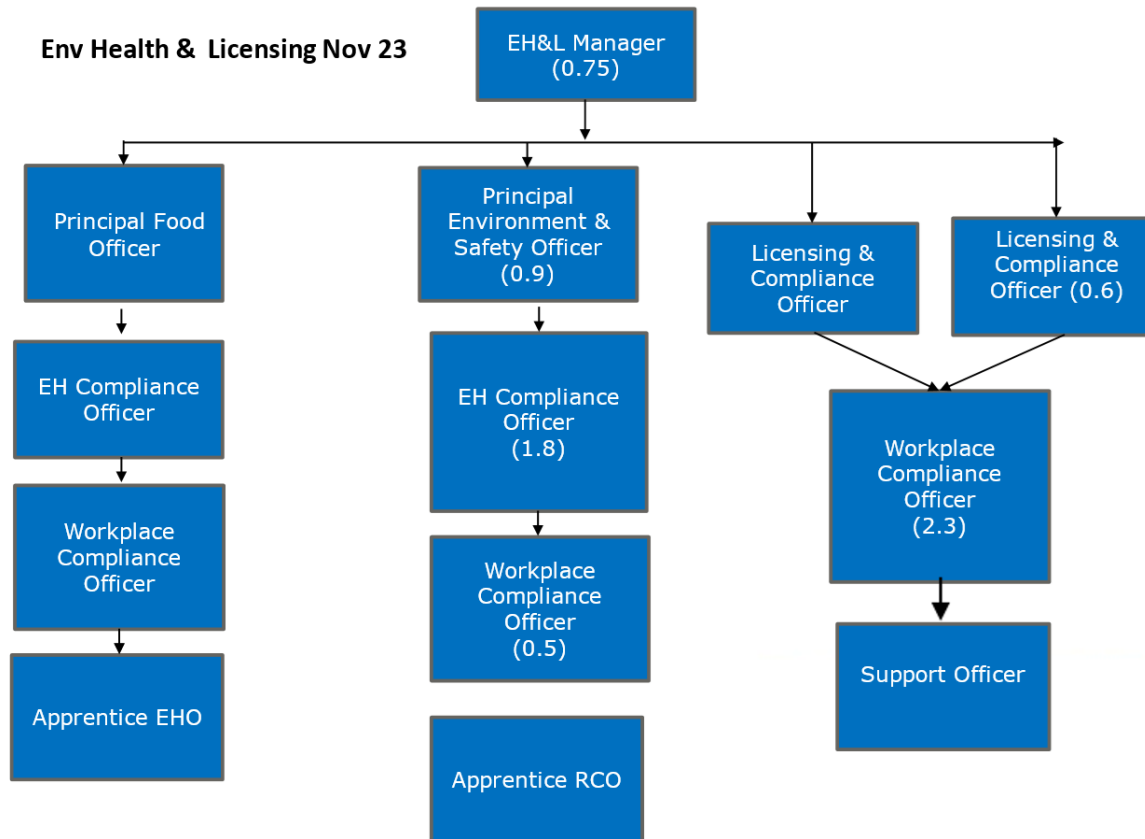 Env Health & Licensing Nov 23
EH&L Manager
(0.75)
Principal Food
Officer
EH Compliance
Officer
Workplace
Compliance
Officer
Apprentice EHO
Principal
Environment &
Safety Officer
(0.9)
EH Compliance
Officer
(1.8)
Workplace
Compliance
Officer
(0.5)
Apprentice RCO
Licensing &
Compliance
Officer
Licensing &
Compliance
Officer (0.6)
Workplace
Compliance
Officer
(2.3)
Support Officer